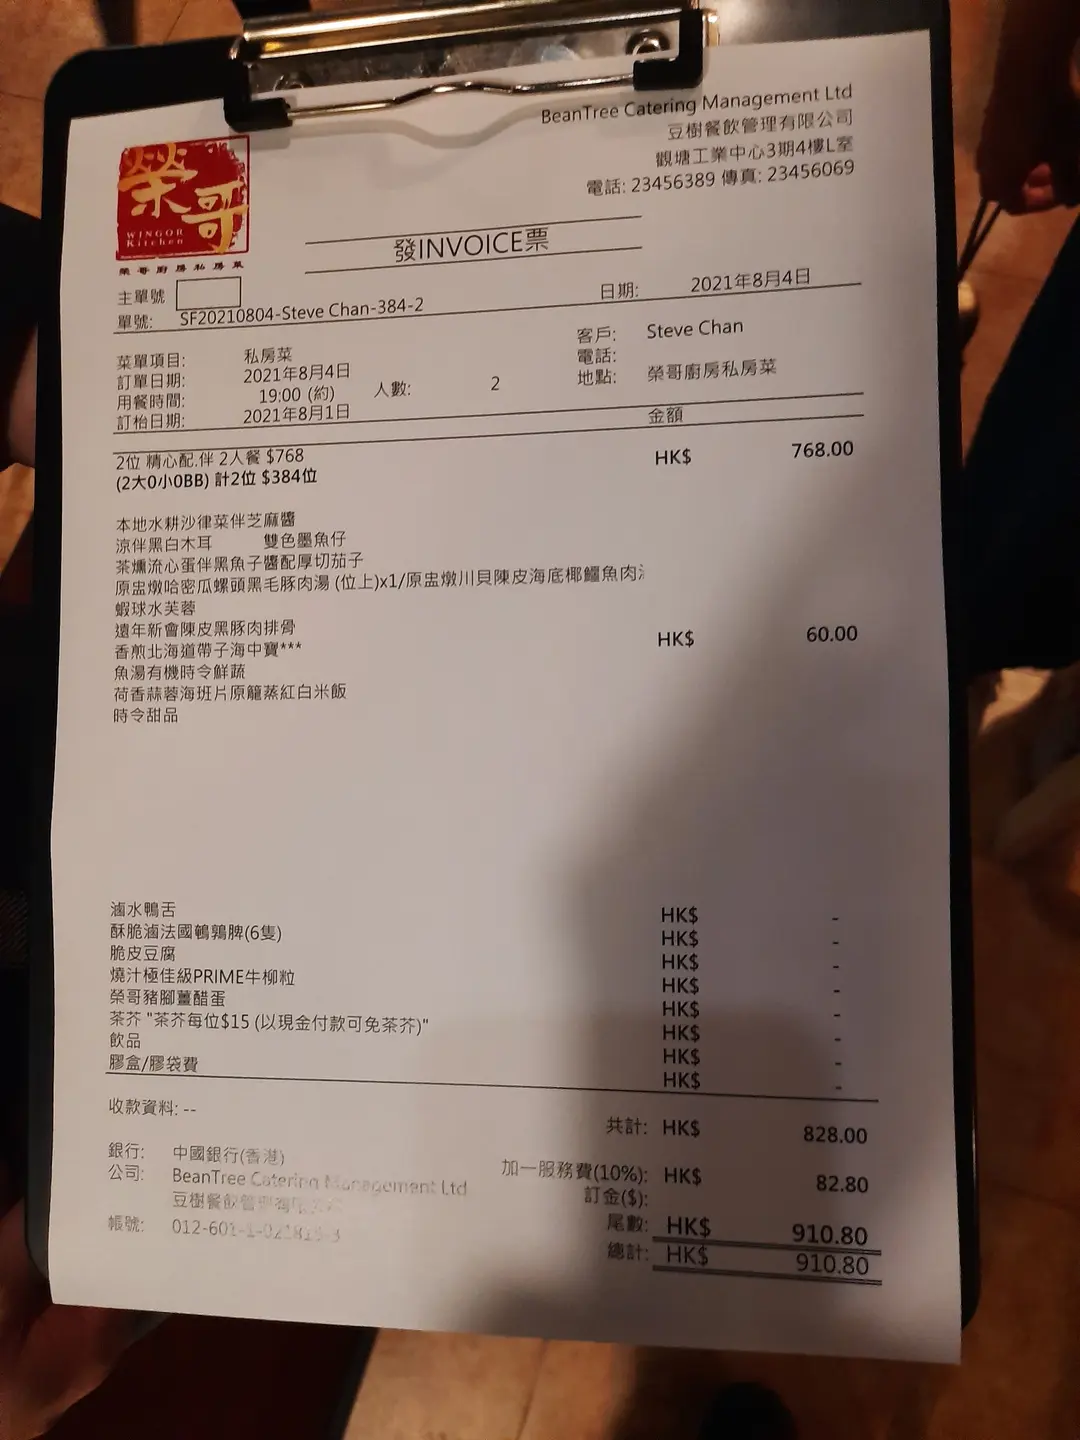 BeanTree Catering Management Ltd
豆樹餐飲管理有限公司
觀塘工業中心3期4樓L室
電話: 23456389 傳真: 23456069
榮哥
WINGOR
Kitchen
榮哥廚房私房菜
發INVOICE票
主單號
單號: SF20210804-Steve Chan-384-2
日期: 2021年8月4日
菜單項目: 私房菜
訂單日期: 2021年8月4日
用餐時間: 19:00 (約) 人數: 2
訂枱日期: 2021年8月1日
客戶: Steve Chan
電話:
地點: 榮哥廚房私房菜
金額
2位 精心配.伴 2人餐 $768 HK$ 768.00
(2大0小0BB) 計2位 $384位
本地水耕沙律菜伴芝麻醬
涼伴黑白木耳 雙色墨魚仔
茶燻流心蛋伴黑魚子醬配厚切茄子
原盅燉哈密瓜螺頭黑毛豚肉湯 (位上)x1/原盅燉川貝陳皮海底椰鱷魚肉
蝦球水芙蓉
遠年新會陳皮黑豚肉排骨
香煎北海道帶子海中寶*** HK$ 60.00
魚湯有機時令鮮蔬
荷香蒜蓉海班片原籠蒸紅白米飯
時令甜品
滷水鴨舌 HK$ -
酥脆滷法國鵪鶉脾(6隻) HK$ -
脆皮豆腐 HK$ -
燒汁極佳級PRIME牛柳粒 HK$ -
榮哥豬腳薑醋蛋 HK$ -
茶芥 "茶芥每位$15 (以現金付款可免茶芥)" HK$ -
飲品 HK$ -
膠盒/膠袋費 HK$ -
收款資料: --
共計: HK$ 828.00
銀行: 中國銀行(香港)
公司: BeanTree Catering Management Ltd
豆樹餐飲管理有限
帳號: 012-601-1-
加一服務費(10%): HK$ 82.80
訂金($):
尾數: HK$ 910.80
總計: HK$ 910.80